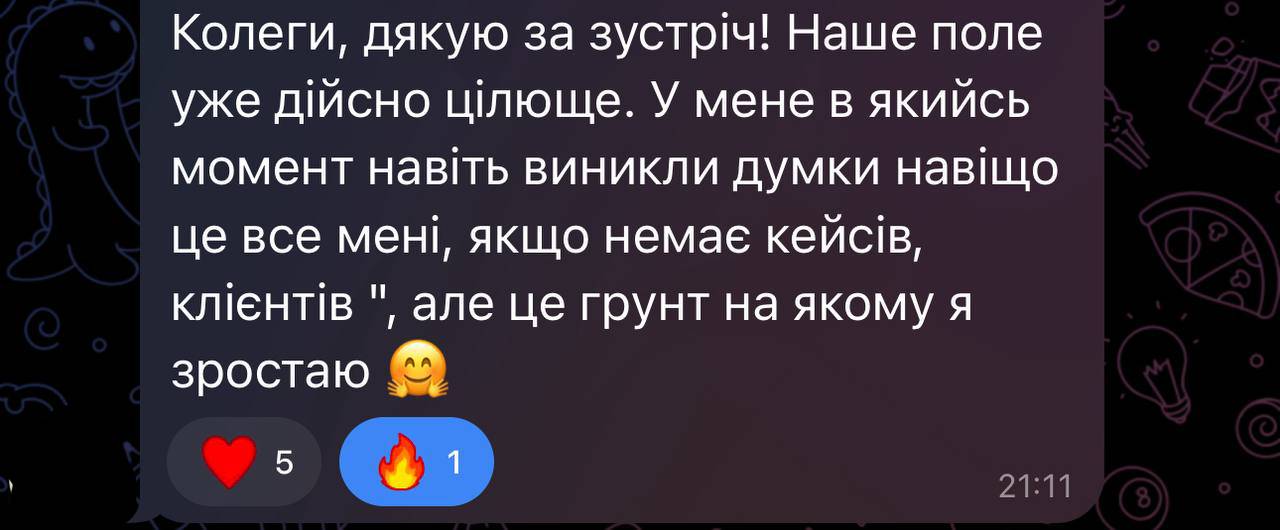 Колеги, дякую за зустріч! Наше поле
уже дійсно цілюще. У мене в якийсь
момент навіть виникли думки навіщо
це все мені, якщо немає кейсів,
клієнтів ", але це грунт на якому я
зростаю 🤗
❤️ 5 🔥 1
21:11